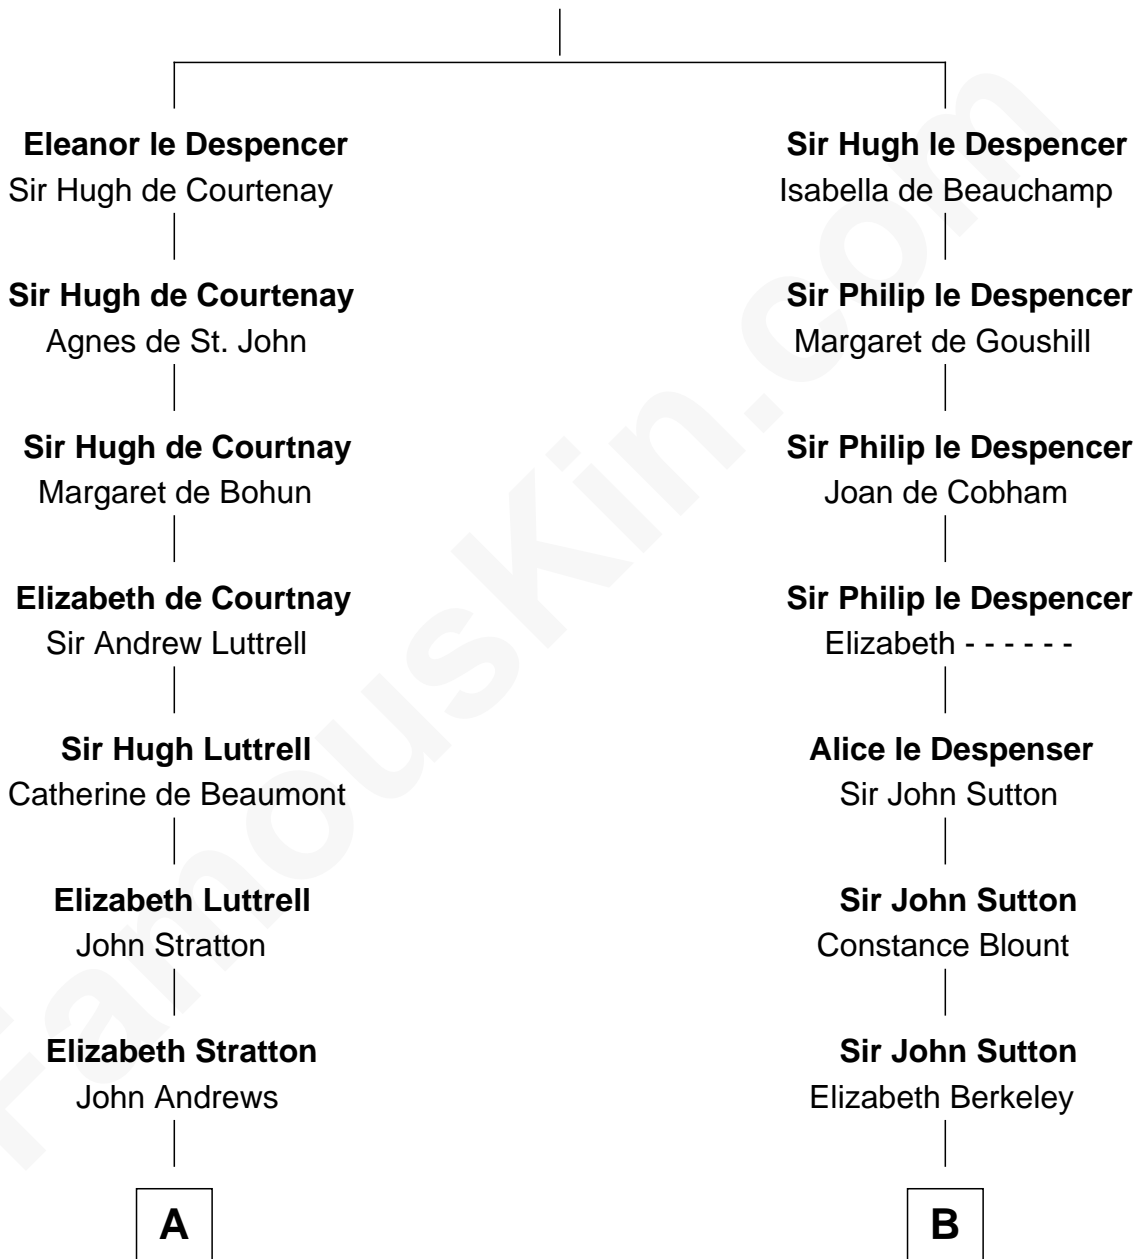 Eleanor le Despencer
Sir Hugh de Courtenay
Sir Hugh de Courtenay
Agnes de St. John
Sir Hugh de Courtnay
Margaret de Bohun
Elizabeth de Courtnay
Sir Andrew Luttrell
Sir Hugh Luttrell
Catherine de Beaumont
Elizabeth Luttrell
John Stratton
Elizabeth Stratton
John Andrews
A
Sir Hugh le Despencer
Isabella de Beauchamp
Sir Philip le Despencer
Margaret de Goushill
Sir Philip le Despencer
Joan de Cobham
Sir Philip le Despencer
Elizabeth - - - - - -
Alice le Despenser
Sir John Sutton
Sir John Sutton
Constance Blount
Sir John Sutton
Elizabeth Berkeley
B
FamousKin.com